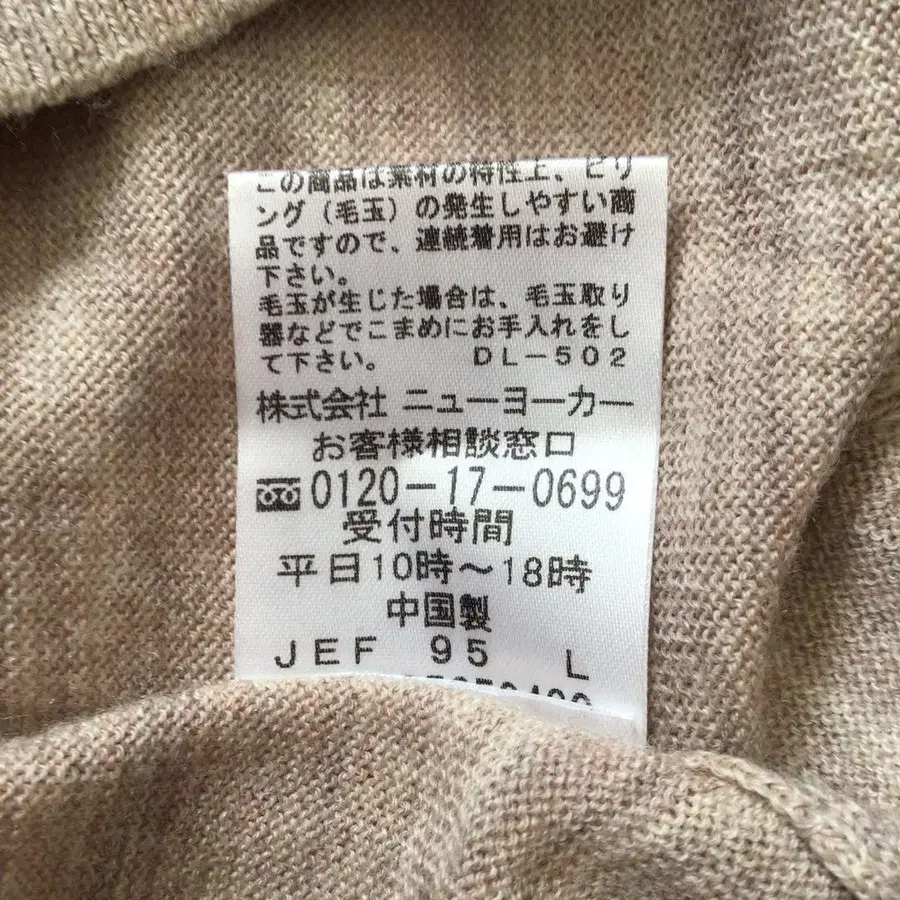 この商品は素材の特性上、ピリ
ング（毛玉）の発生しやすい商
品ですので、連続着用はお避け
下さい。
毛玉が生じた場合は、毛玉取り
器などでこまめにお手入れをし
て下さい。 DL-502
株式会社 ニューヨーカー
お客様相談窓口
0120-17-0699
受付時間
平日10時〜18時
中国製
JEF 95 L